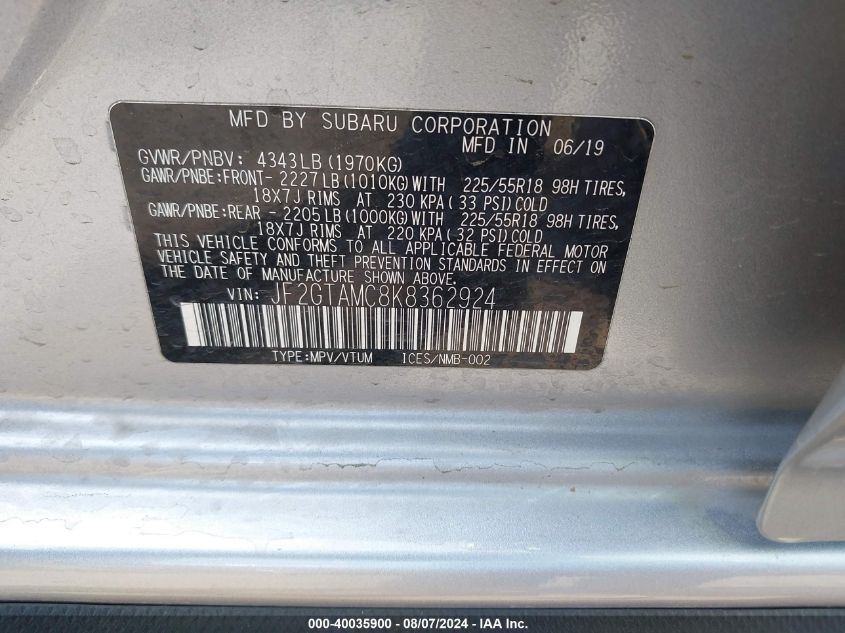 MFD BY SUBARU CORPORATION
MFD IN 06/19
GVWR/PNBV: 4343LB(1970KG)
GAWR/PNBE:FRONT- 2227LB(1010KG)WITH 225/55R18 98H TIRES,
18X7J RIMS AT 230 KPA(33 PSI)COLD
GAWR/PNBE:REAR - 2205LB(1000KG)WITH 225/55R18 98H TIRES,
18X7J RIMS AT 220 KPA(32 PSI)COLD
THIS VEHICLE CONFORMS TO ALL APPLICABLE FEDERAL MOTOR
VEHICLE SAFETY AND THEFT PREVENTION STANDARDS IN EFFECT ON
THE DATE OF MANUFACTURE SHOWN ABOVE.
VIN: JF2GTAMC8K8362924
TYPE:MPV/VTUM ICES/NMB-002
000-40035900 - 08/07/2024 - IAA Inc.